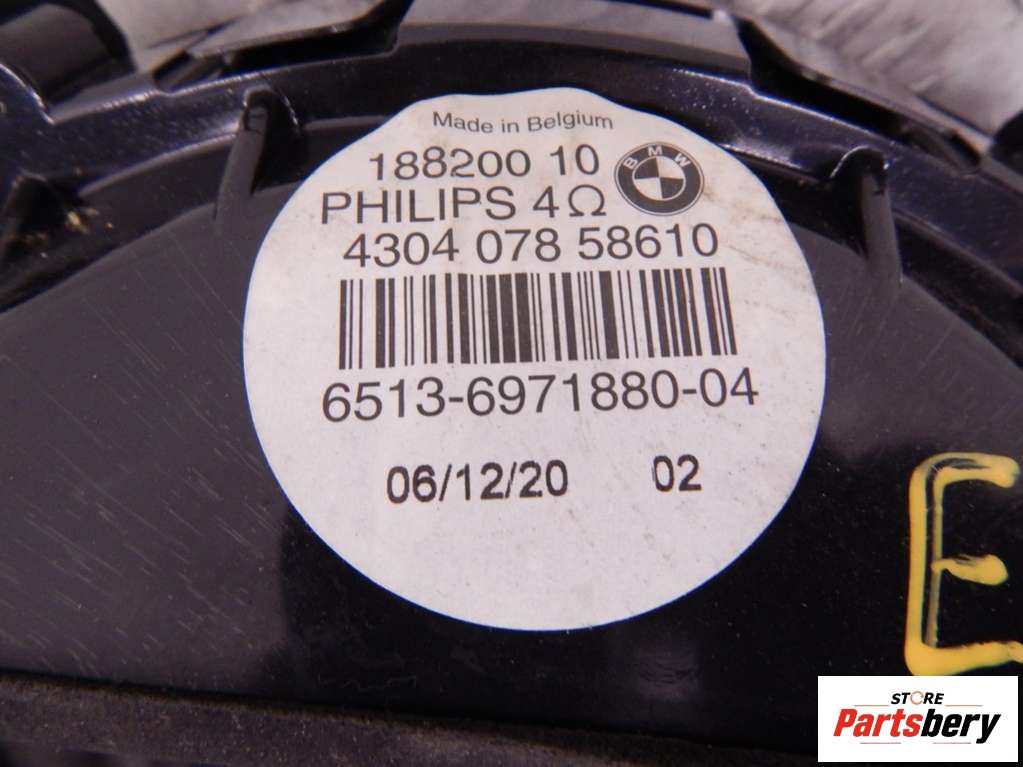 Made in Belgium
188200 10
BMW
PHILIPS 4Ω
4304 078 58610
6513-6971880-04
06/12/20 02
E
STORE
Partsbery